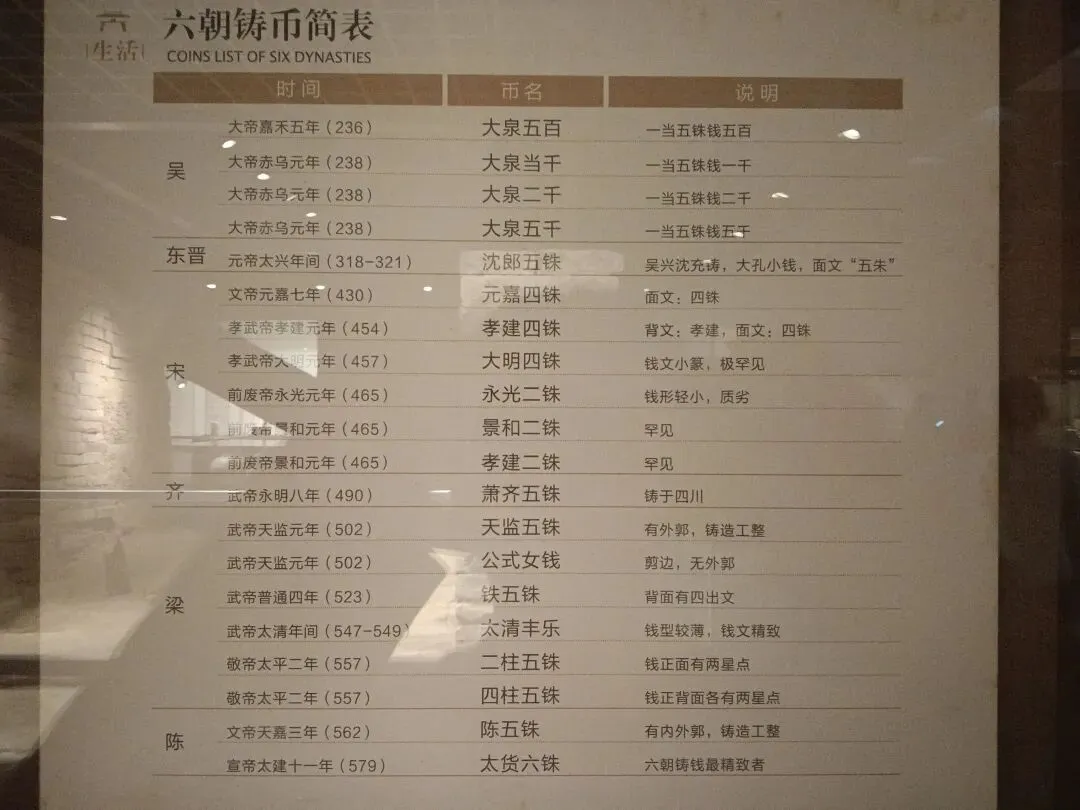 六朝铸币简表
生活
COINS LIST OF SIX DYNASTIES
时间 币名 说明
吴
大帝嘉禾五年（236） 大泉五百 一当五铢钱五百
大帝赤乌元年（238） 大泉当千 一当五铢钱一千
大帝赤乌元年（238） 大泉二千 一当五铢钱二千
大帝赤乌元年（238） 大泉五千 一当五铢钱五千
东晋
元帝太兴年间（318-321） 沈郎五铢 吴兴沈充铸，大孔小钱，面文“五朱”
宋
文帝元嘉七年（430） 元嘉四铢 面文：四铢
孝武帝孝建元年（454） 孝建四铢 背文：孝建，面文：四铢
孝武帝大明元年（457） 大明四铢 钱文小篆，极罕见
前废帝永光元年（465） 永光二铢 钱形轻小，质劣
前废帝景和元年（465） 景和二铢 罕见
前废帝景和元年（465） 孝建二铢 罕见
齐
武帝永明八年（490） 萧齐五铢 铸于四川
梁
武帝天监元年（502） 天监五铢 有外郭，铸造工整
武帝天监元年（502） 公式女钱 剪边，无外郭
武帝普通四年（523） 铁五铢 背面有四出文
武帝太清年间（547-549） 太清丰乐 钱型较薄，钱文精致
敬帝太平二年（557） 二柱五铢 钱正面有两星点
敬帝太平二年（557） 四柱五铢 钱正背面各有两星点
陈
文帝天嘉三年（562） 陈五铢 有内外郭，铸造工整
宣帝太建十一年（579） 太货六铢 六朝铸钱最精致者